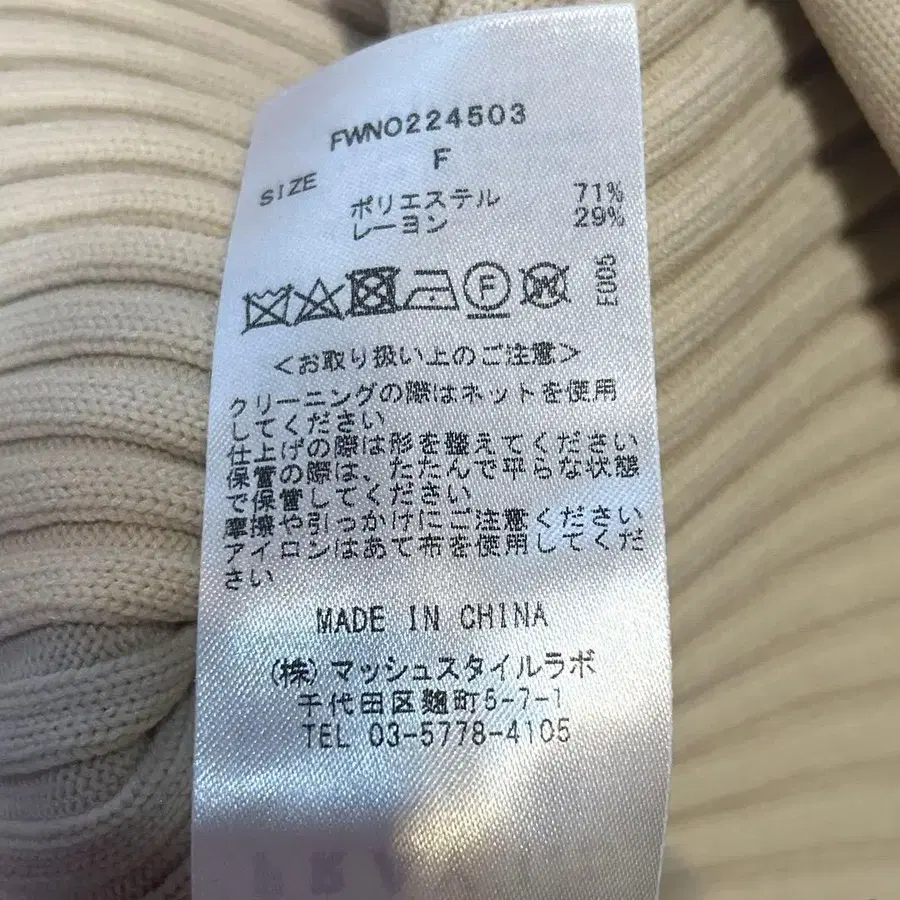 FWNO224503
SIZE F
ポリエステル 71%
レーヨン 29%
F W E005
<お取り扱い上のご注意>
クリーニングの際はネットを使用
してください
仕上げの際は形を整えてください
保管の際は、たたんで平らな状態
で保管してください
摩擦や引っかけにご注意ください
アイロンはあて布を使用してくだ
さい
MADE IN CHINA
(株)マッシュスタイルラボ
千代田区麹町5-7-1
TEL 03-5778-4105